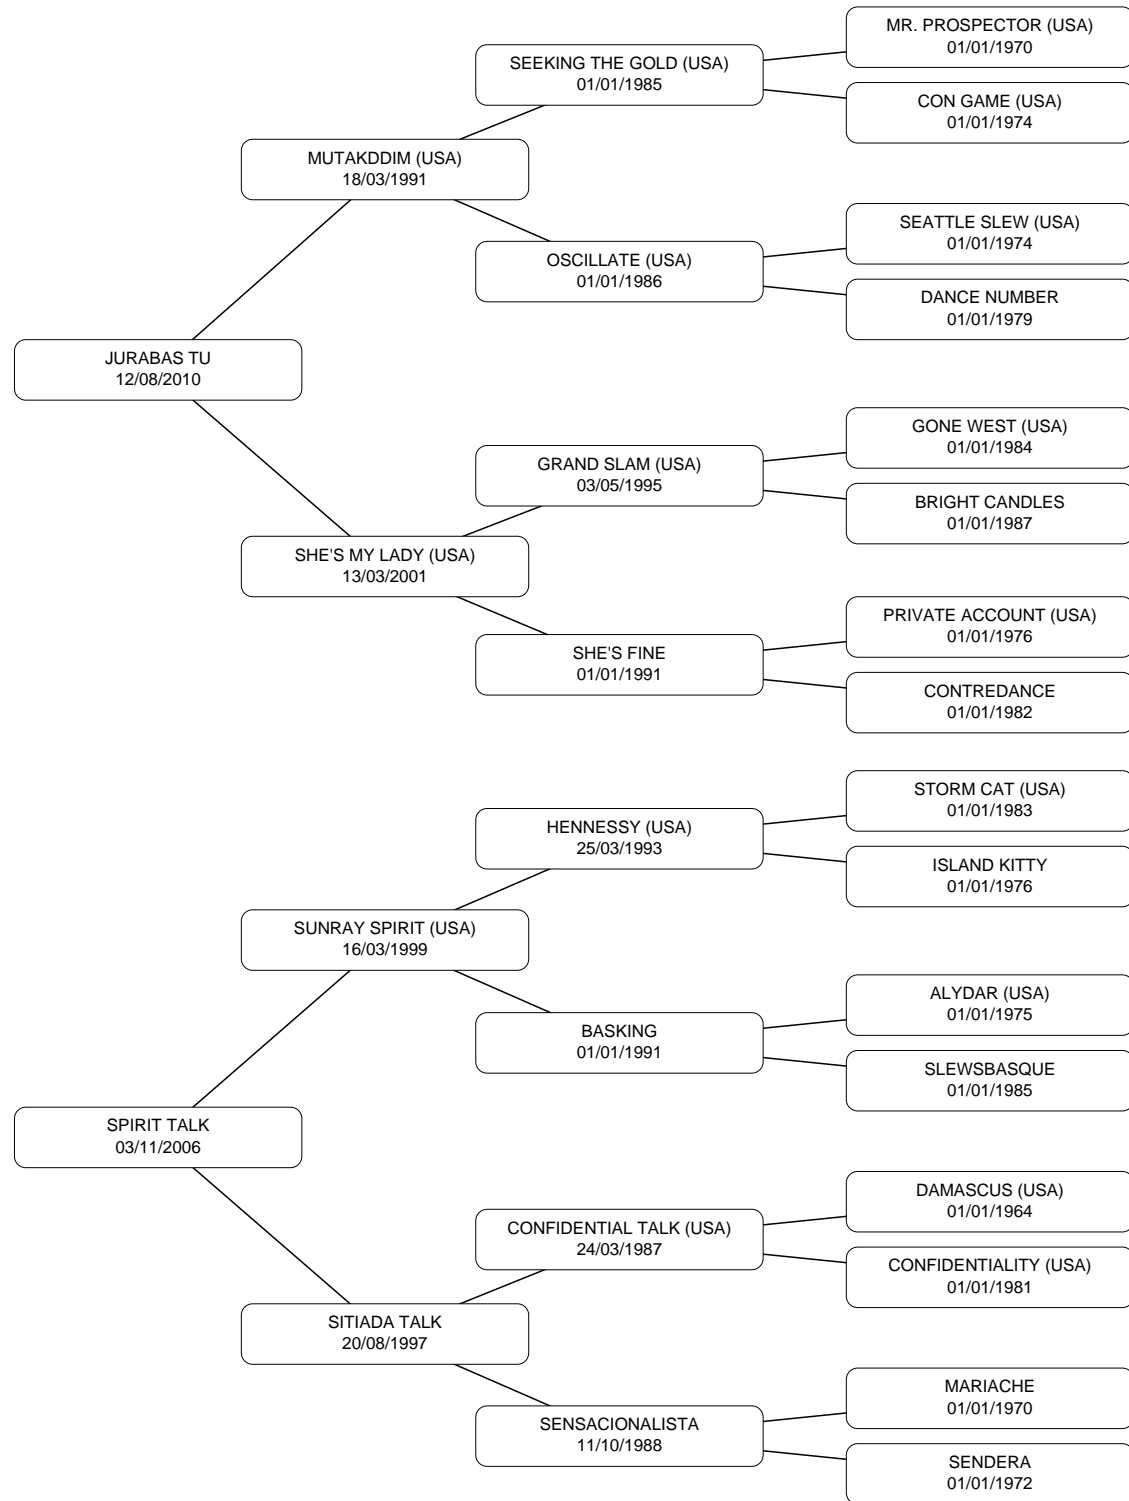 MR. PROSPECTOR (USA)
01/01/1970
SEEKING THE GOLD (USA)
01/01/1985
CON GAME (USA)
01/01/1974
MUTAKDDIM (USA)
18/03/1991
SEATTLE SLEW (USA)
01/01/1974
OSCILLATE (USA)
01/01/1986
DANCE NUMBER
01/01/1979
JURABAS TU
12/08/2010
GONE WEST (USA)
01/01/1984
GRAND SLAM (USA)
03/05/1995
BRIGHT CANDLES
01/01/1987
SHE'S MY LADY (USA)
13/03/2001
PRIVATE ACCOUNT (USA)
01/01/1976
SHE'S FINE
01/01/1991
CONTREDANCE
01/01/1982
STORM CAT (USA)
01/01/1983
HENNESSY (USA)
25/03/1993
ISLAND KITTY
01/01/1976
SUNRAY SPIRIT (USA)
16/03/1999
ALYDAR (USA)
01/01/1975
BASKING
01/01/1991
SLEWSBASQUE
01/01/1985
SPIRIT TALK
03/11/2006
DAMASCUS (USA)
01/01/1964
CONFIDENTIAL TALK (USA)
24/03/1987
CONFIDENTIALITY (USA)
01/01/1981
SITIADA TALK
20/08/1997
MARIACHE
01/01/1970
SENSACIONALISTA
11/10/1988
SENDERA
01/01/1972